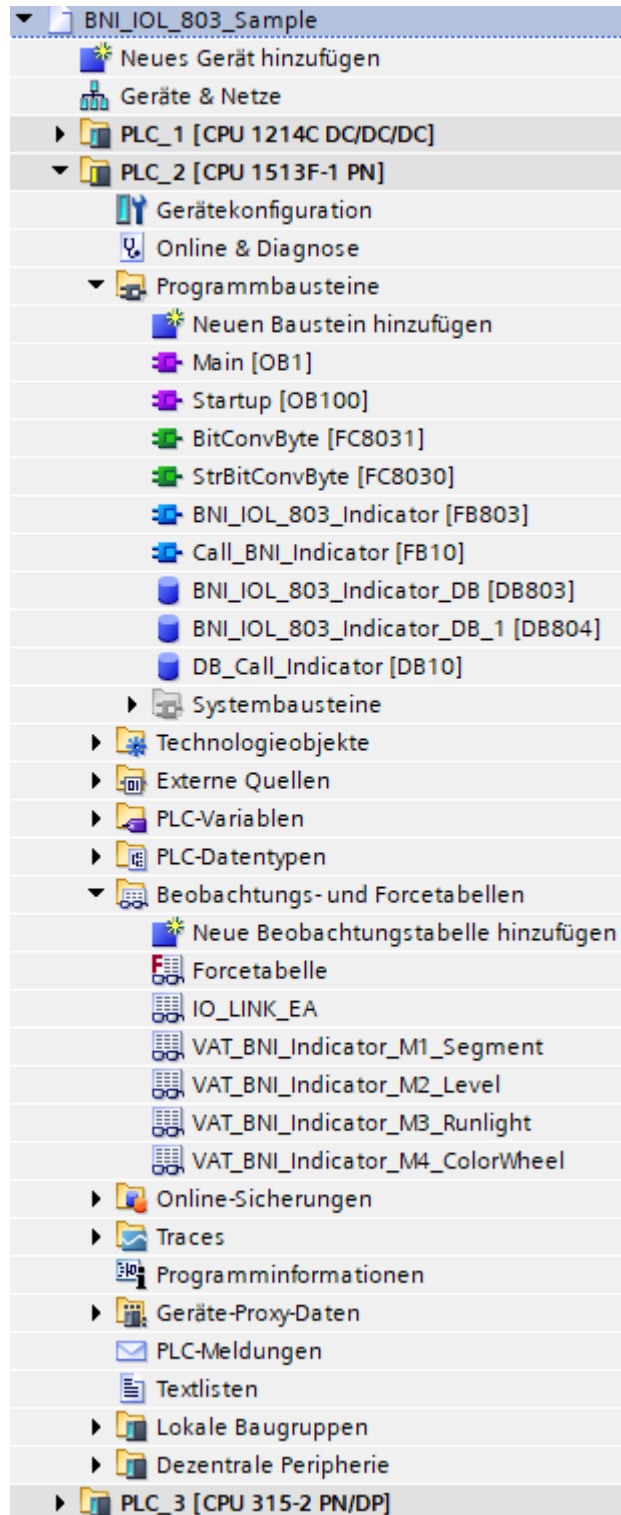 BNI_IOL_803_Sample
Neues Gerät hinzufügen
Geräte & Netze
PLC_1 [CPU 1214C DC/DC/DC]
PLC_2 [CPU 1513F-1 PN]
Gerätekonfiguration
Online & Diagnose
Programmbausteine
Neuen Baustein hinzufügen
Main [OB1]
Startup [OB100]
BitConvByte [FC8031]
StrBitConvByte [FC8030]
BNI_IOL_803_Indicator [FB803]
Call_BNI_Indicator [FB10]
BNI_IOL_803_Indicator_DB [DB803]
BNI_IOL_803_Indicator_DB_1 [DB804]
DB_Call_Indicator [DB10]
Systembausteine
Technologieobjekte
Externe Quellen
PLC-Variablen
PLC-Datentypen
Beobachtungs- und Forcetabellen
Neue Beobachtungstabelle hinzufügen
Forcetabelle
IO_LINK_EA
VAT_BNI_Indicator_M1_Segment
VAT_BNI_Indicator_M2_Level
VAT_BNI_Indicator_M3_Runlight
VAT_BNI_Indicator_M4_ColorWheel
Online-Sicherungen
Traces
Programminformationen
Geräte-Proxy-Daten
PLC-Meldungen
Textlisten
Lokale Baugruppen
Dezentrale Peripherie
PLC_3 [CPU 315-2 PN/DP]